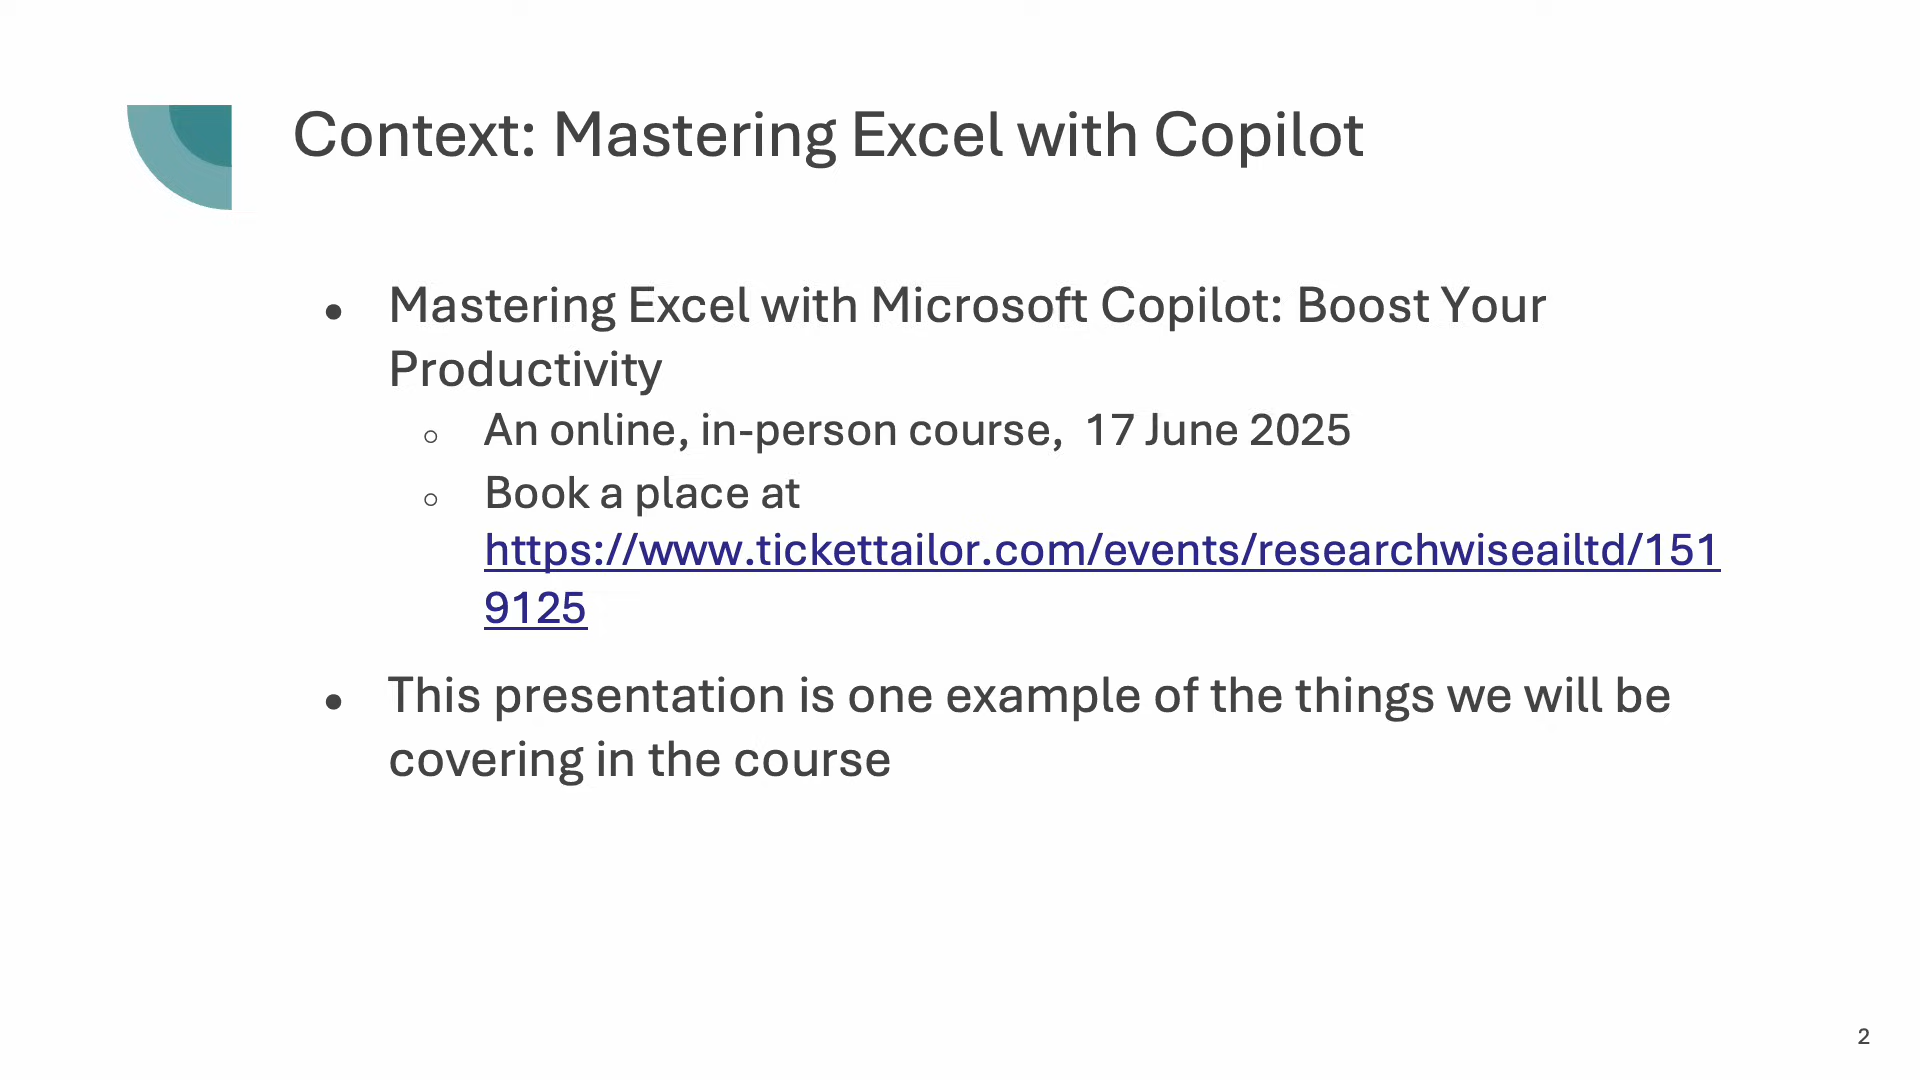 Context: Mastering Excel with Copilot
● Mastering Excel with Microsoft Copilot: Boost Your
Productivity
○ An online, in-person course,  17 June 2025
○ Book a place at
https://www.tickettailor.com/events/researchwiseailtd/151
9125
● This presentation is one example of the things we will be
covering in the course
2